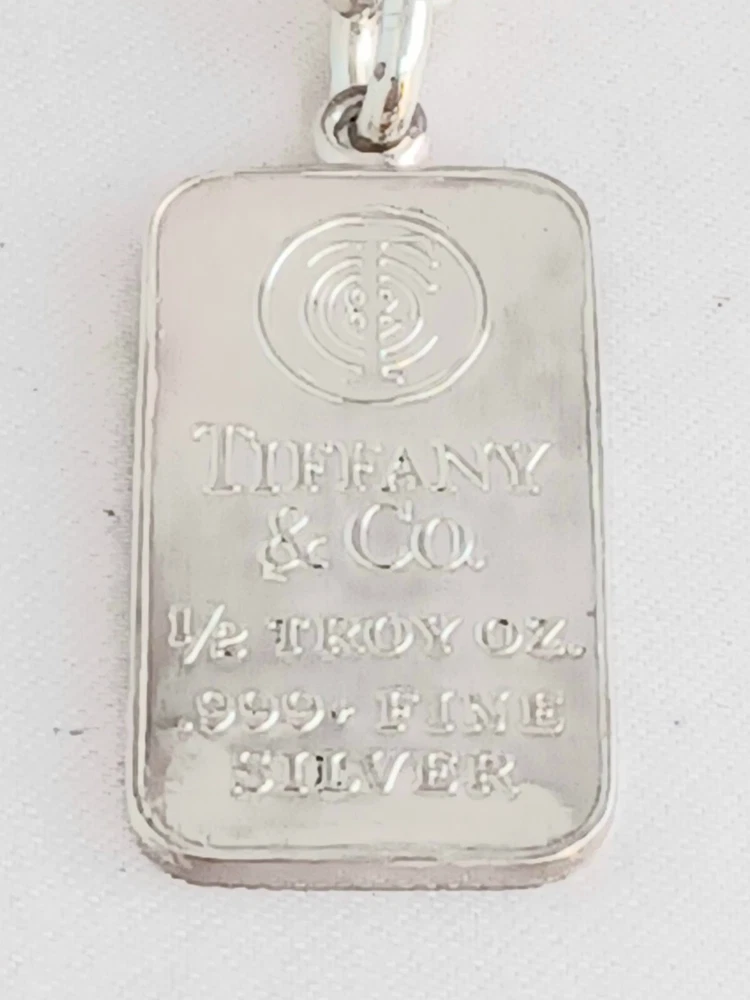 TIFFANY
& CO.
1/2 TROY OZ.
.999+ FINE
SILVER